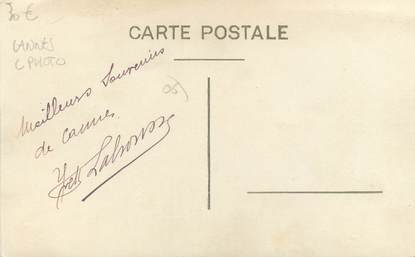 30 €
CANNES
C PHOTO
CARTE POSTALE
06)
Meilleurs Souvenirs
de Cannes